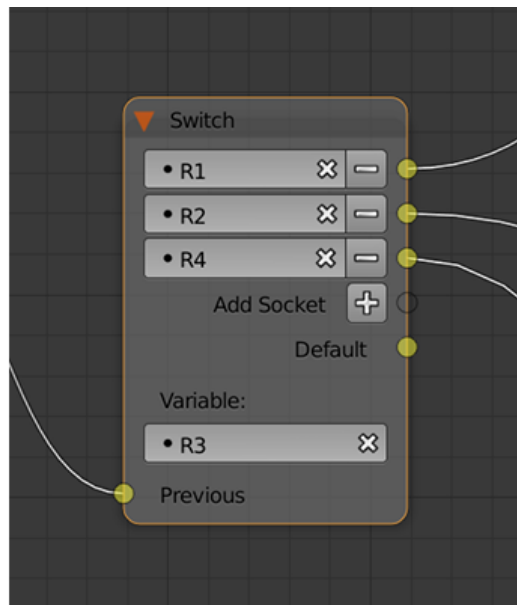 Switch
• R1
• R2
• R4
Add Socket
Default
Variable:
• R3
Previous